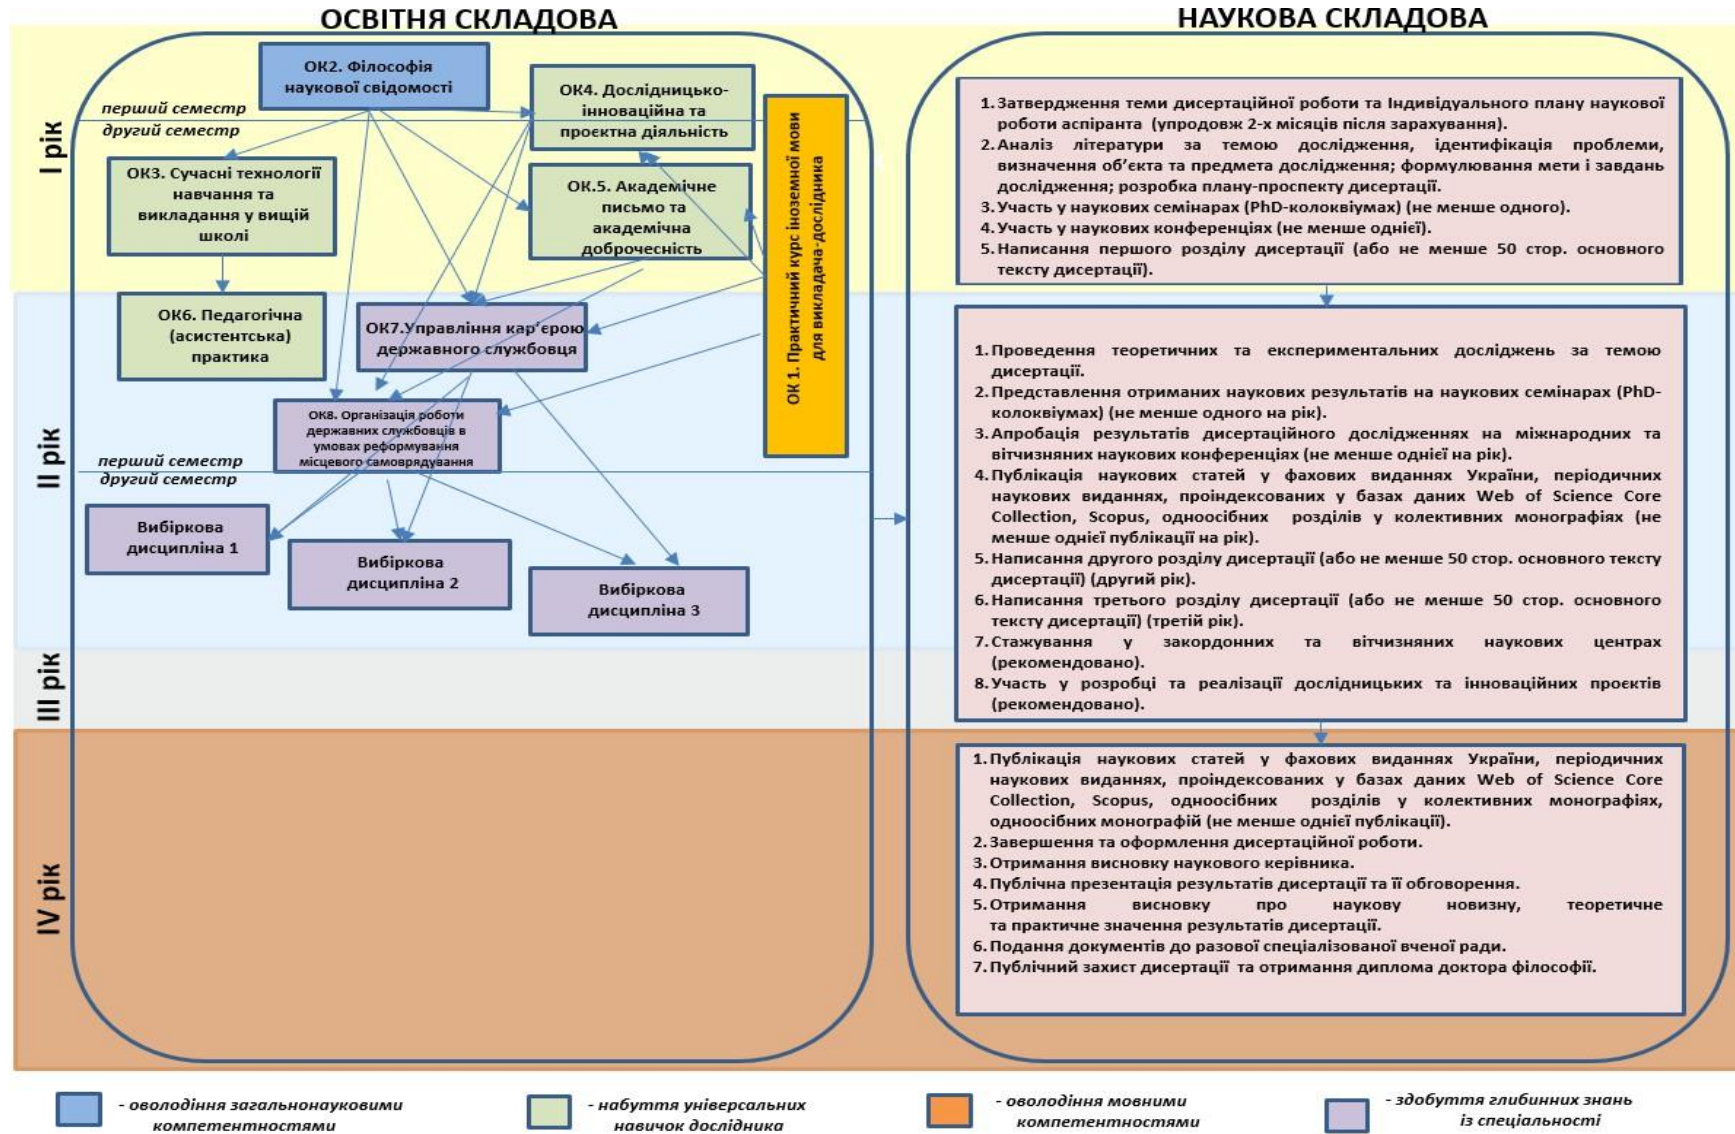 ОСВІТНЯ СКЛАДОВА
НАУКОВА СКЛАДОВА
І рік
ОК2. Філософія
наукової свідомості
перший семестр
другий семестр
ОК4. Дослідницько-
інноваційна та
проєктна діяльність
ОК3. Сучасні технології
навчання та
викладання у вищій
школі
ОК.5. Академічне
письмо та
академічна
доброчесність
ОК 1. Практичний курс іноземної мови
для викладача-дослідника
ІІ рік
ОК6. Педагогічна
(асистентська)
практика
ОК7.Управління кар’єрою
державного службовця
ОК8. Організація роботи
державних службовців в
умовах реформування
місцевого самоврядування
перший семестр
другий семестр
Вибіркова
дисципліна 1
Вибіркова
дисципліна 2
Вибіркова
дисципліна 3
ІІІ рік
IV рік
1. Затвердження теми дисертаційної роботи та Індивідуального плану наукової
роботи аспіранта (упродовж 2-х місяців після зарахування).
2. Аналіз літератури за темою дослідження, ідентифікація проблеми,
визначення об’єкта та предмета дослідження; формулювання мети і завдань
дослідження; розробка плану-проспекту дисертації.
3. Участь у наукових семінарах (PhD-колоквіумах) (не менше одного).
4. Участь у наукових конференціях (не менше однієї).
5. Написання першого розділу дисертації (або не менше 50 стор. основного
тексту дисертації).
1. Проведення теоретичних та експериментальних досліджень за темою
дисертації.
2. Представлення отриманих наукових результатів на наукових семінарах (PhD-
колоквіумах) (не менше одного на рік).
3. Апробація результатів дисертаційного дослідженнях на міжнародних та
вітчизняних наукових конференціях (не менше однієї на рік).
4. Публікація наукових статей у фахових виданнях України, періодичних
наукових виданнях, проіндексованих у базах даних Web of Science Core
Collection, Scopus, одноосібних розділів у колективних монографіях (не
менше однієї публікації на рік).
5. Написання другого розділу дисертації (або не менше 50 стор. основного тексту
дисертації) (другий рік).
6. Написання третього розділу дисертації (або не менше 50 стор. основного
тексту дисертації) (третій рік).
7. Стажування у закордонних та вітчизняних наукових центрах
(рекомендовано).
8. Участь у розробці та реалізації дослідницьких та інноваційних проєктів
(рекомендовано).
1. Публікація наукових статей у фахових виданнях України, періодичних
наукових виданнях, проіндексованих у базах даних Web of Science Core
Collection, Scopus, одноосібних розділів у колективних монографіях,
одноосібних монографій (не менше однієї публікації).
2. Завершення та оформлення дисертаційної роботи.
3. Отримання висновку наукового керівника.
4. Публічна презентація результатів дисертації та її обговорення.
5. Отримання висновку про наукову новизну, теоретичне
та практичне значення результатів дисертації.
6. Подання документів до разової спеціалізованої вченої ради.
7. Публічний захист дисертації та отримання диплома доктора філософії.
- оволодіння загальнонауковими
компетентностями
- набуття універсальних
навичок дослідника
- оволодіння мовними
компетентностями
- здобуття глибинних знань
із спеціальності